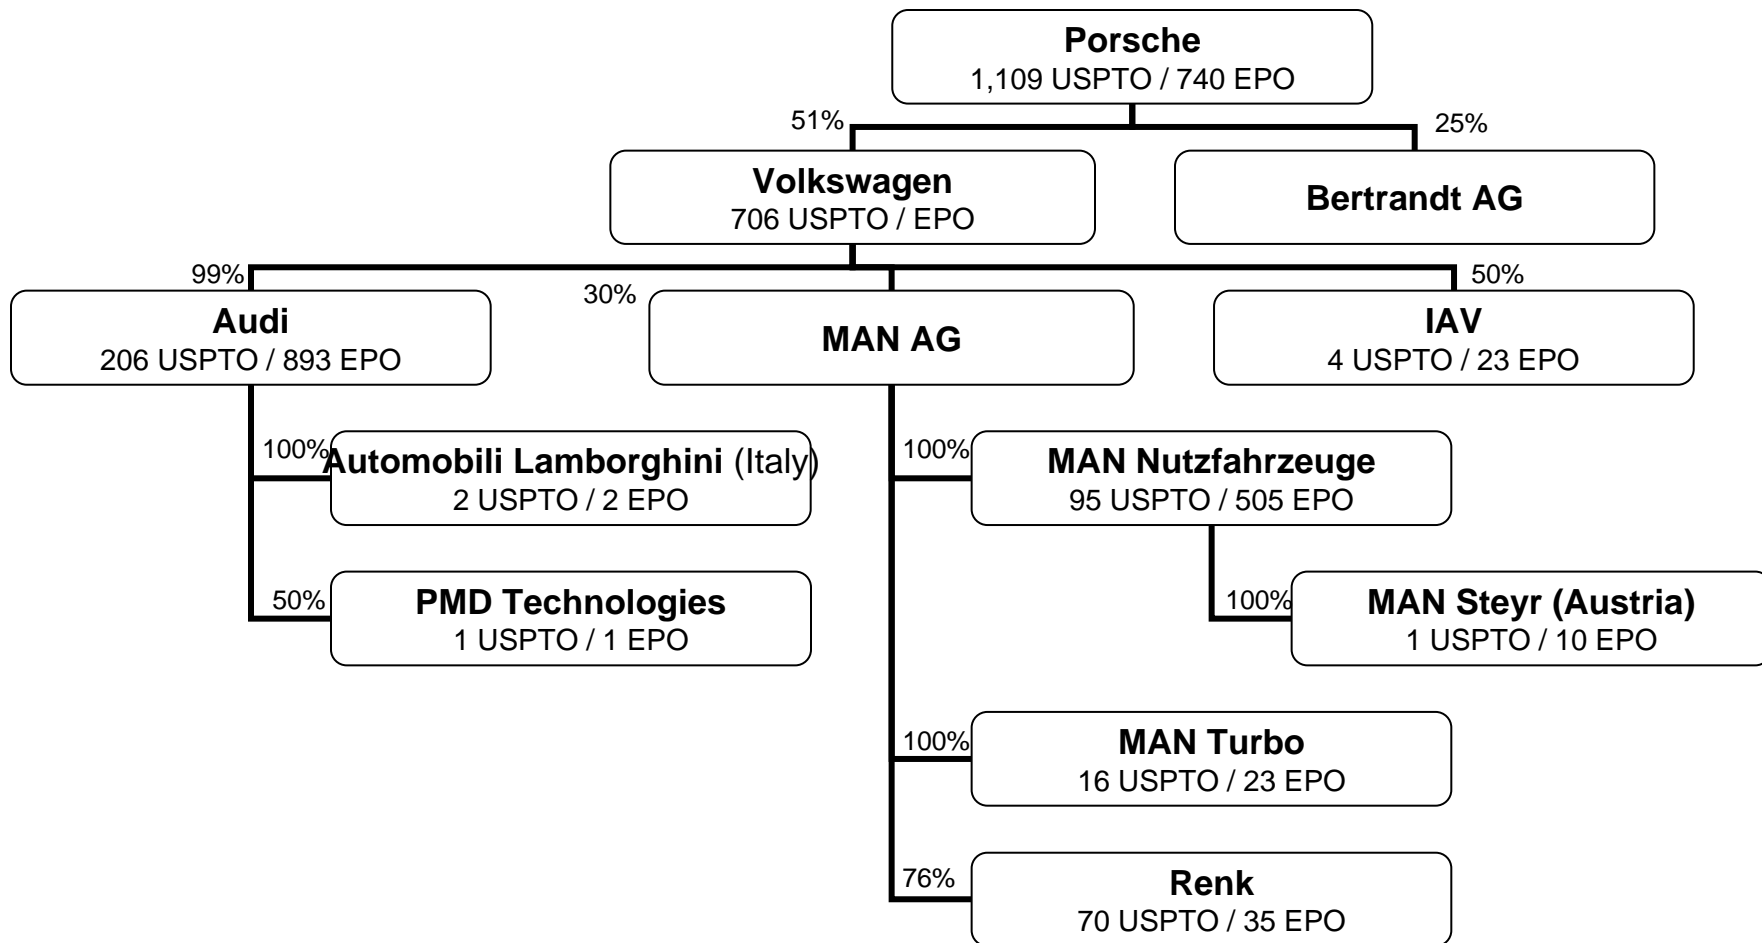 Porsche
1,109 USPTO / 740 EPO
51%
25%
Volkswagen
706 USPTO / EPO
Bertrandt AG
99%
30%
50%
Audi
206 USPTO / 893 EPO
MAN AG
IAV
4 USPTO / 23 EPO
100%
Automobili Lamborghini (Italy)
2 USPTO / 2 EPO
100%
MAN Nutzfahrzeuge
95 USPTO / 505 EPO
50%
PMD Technologies
1 USPTO / 1 EPO
100%
MAN Steyr (Austria)
1 USPTO / 10 EPO
100%
MAN Turbo
16 USPTO / 23 EPO
76%
Renk
70 USPTO / 35 EPO